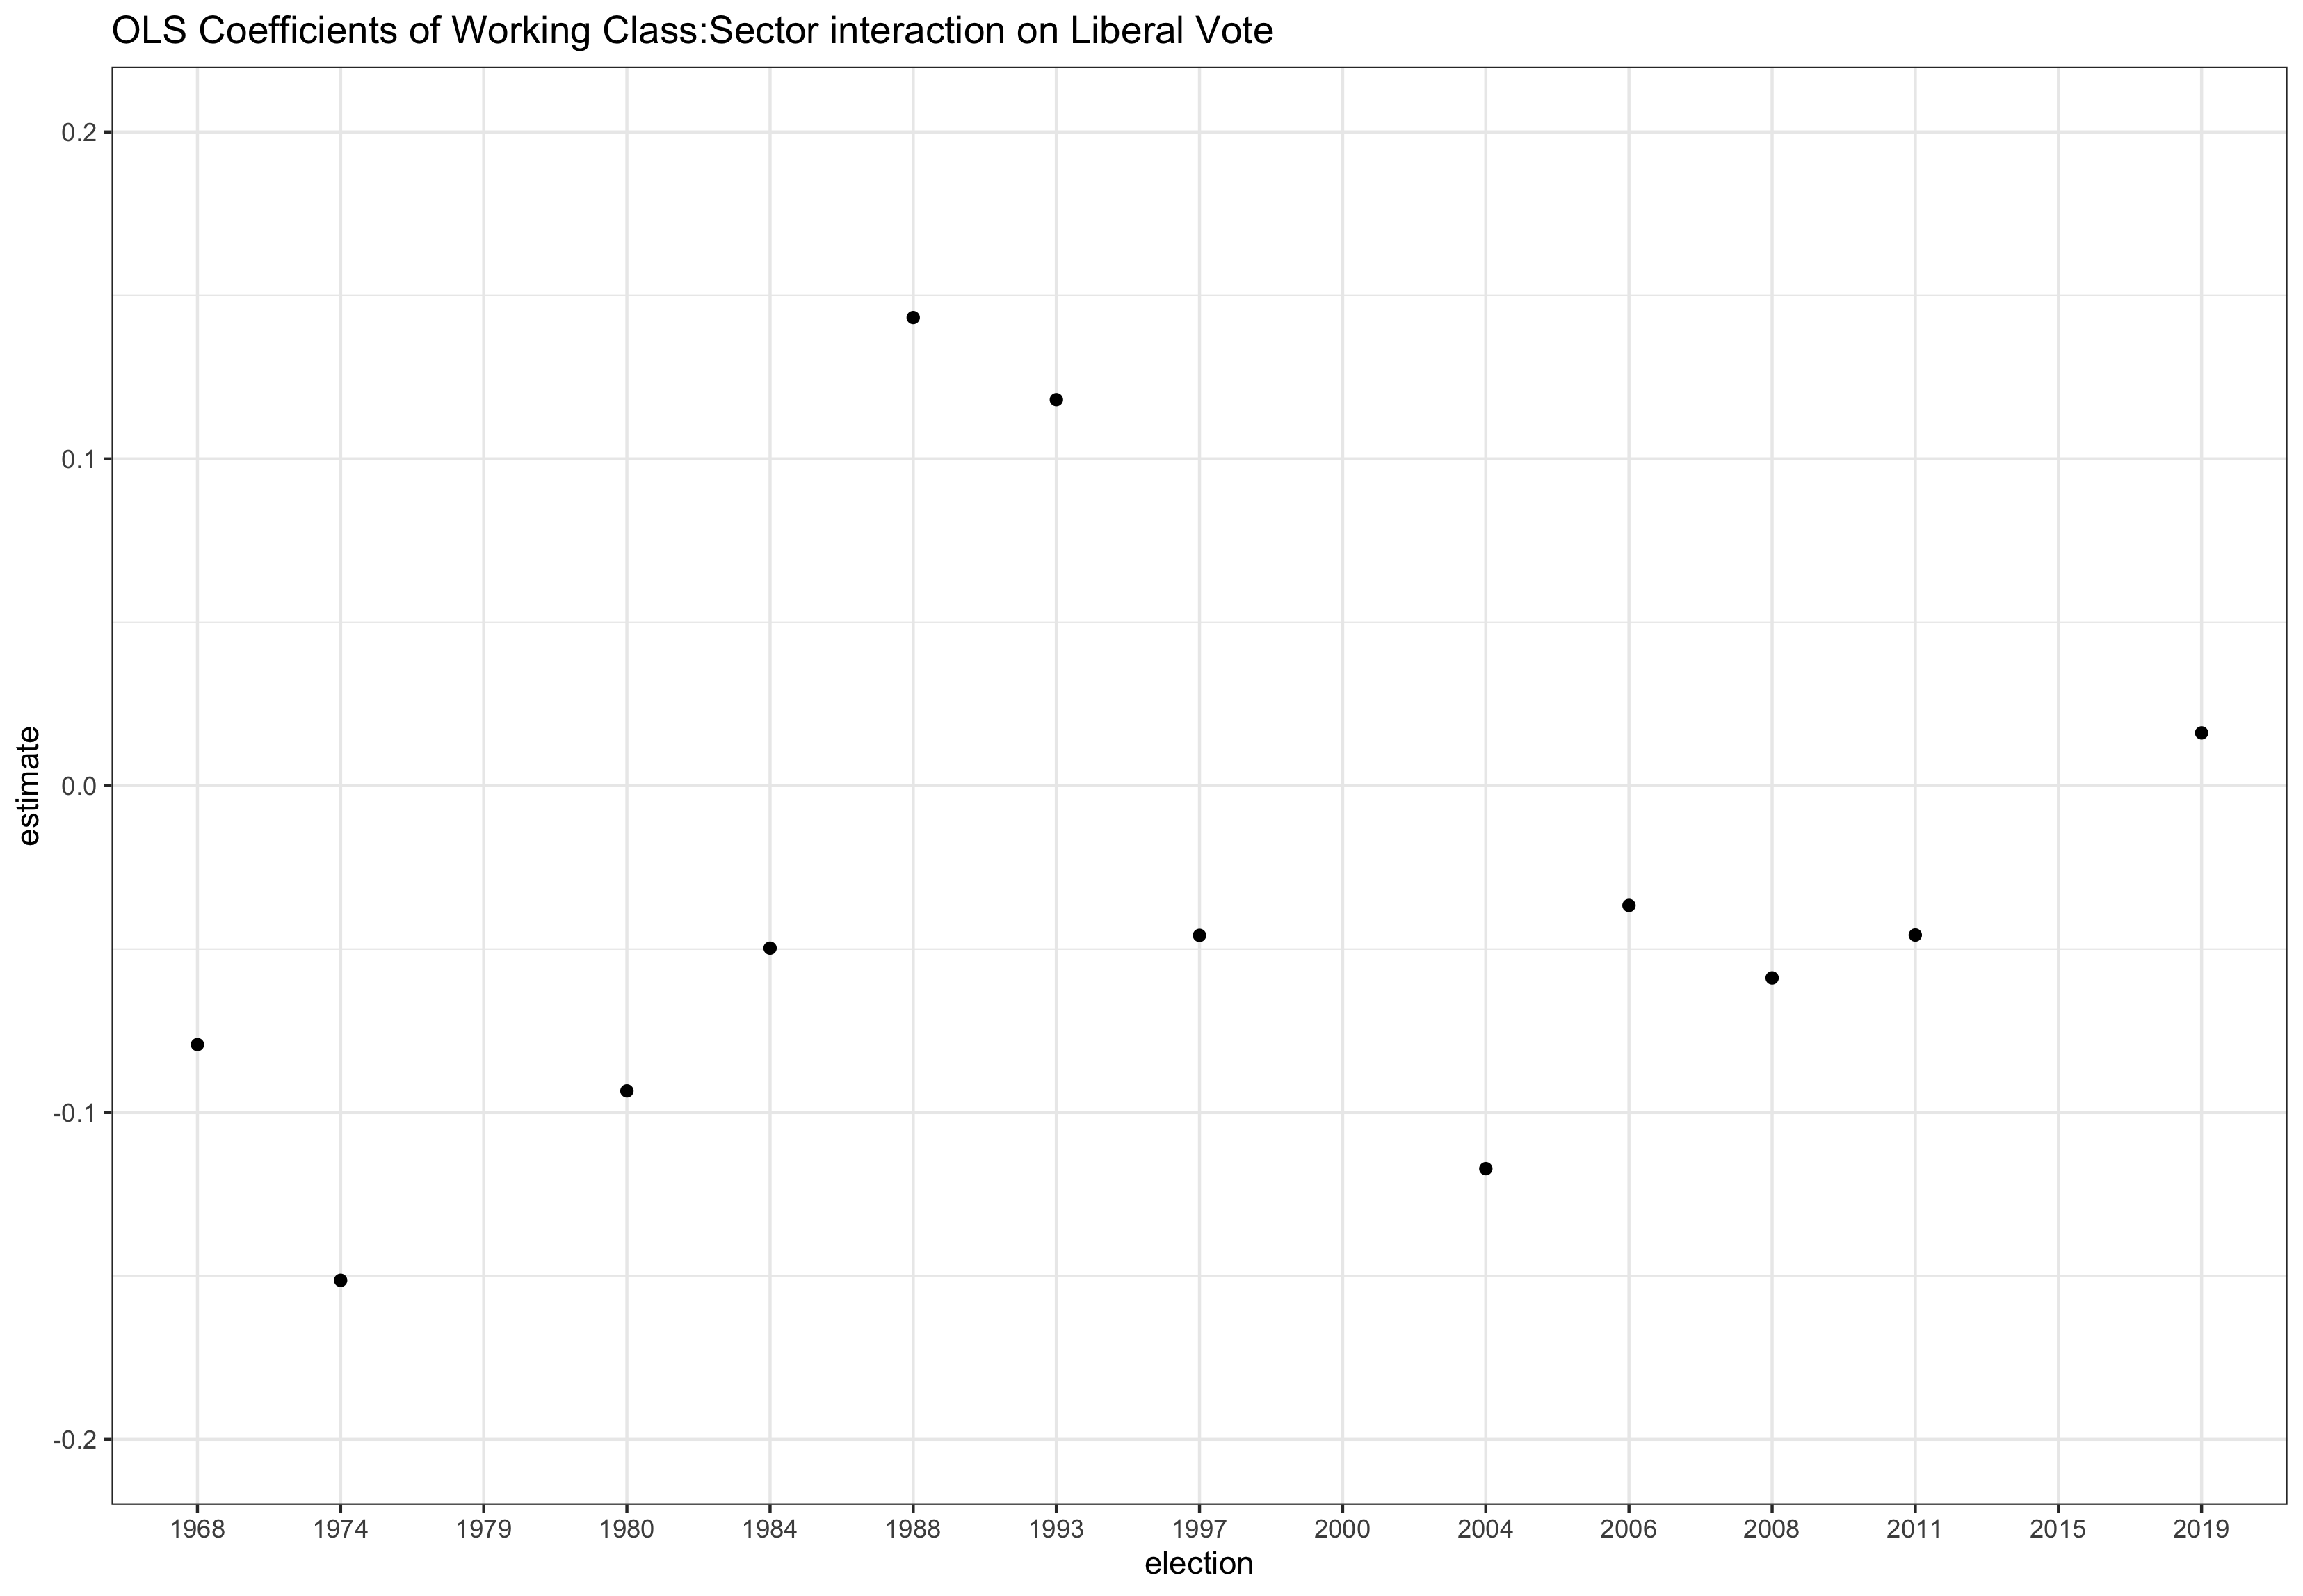 OLS Coefficients of Working Class:Sector interaction on Liberal Vote
0.2
0.1
0.0
-0.1
-0.2
estimate
1968 1974 1979 1980 1984 1988 1993 1997 2000 2004 2006 2008 2011 2015 2019
election